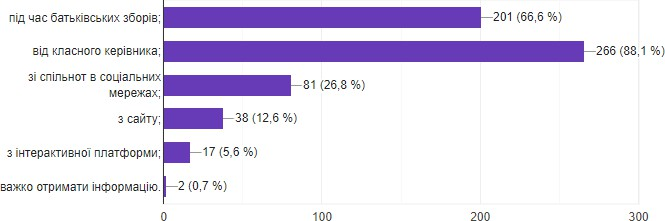 під час батьківських зборів;
201 (66,6 %)
від класного керівника;
266 (88,1 %)
зі спільнот в соціальних
мережах;
81 (26,8 %)
з сайту;
38 (12,6 %)
з інтерактивної платформи;
17 (5,6 %)
важко отримати інформацію.
2 (0,7 %)
0
100
200
300